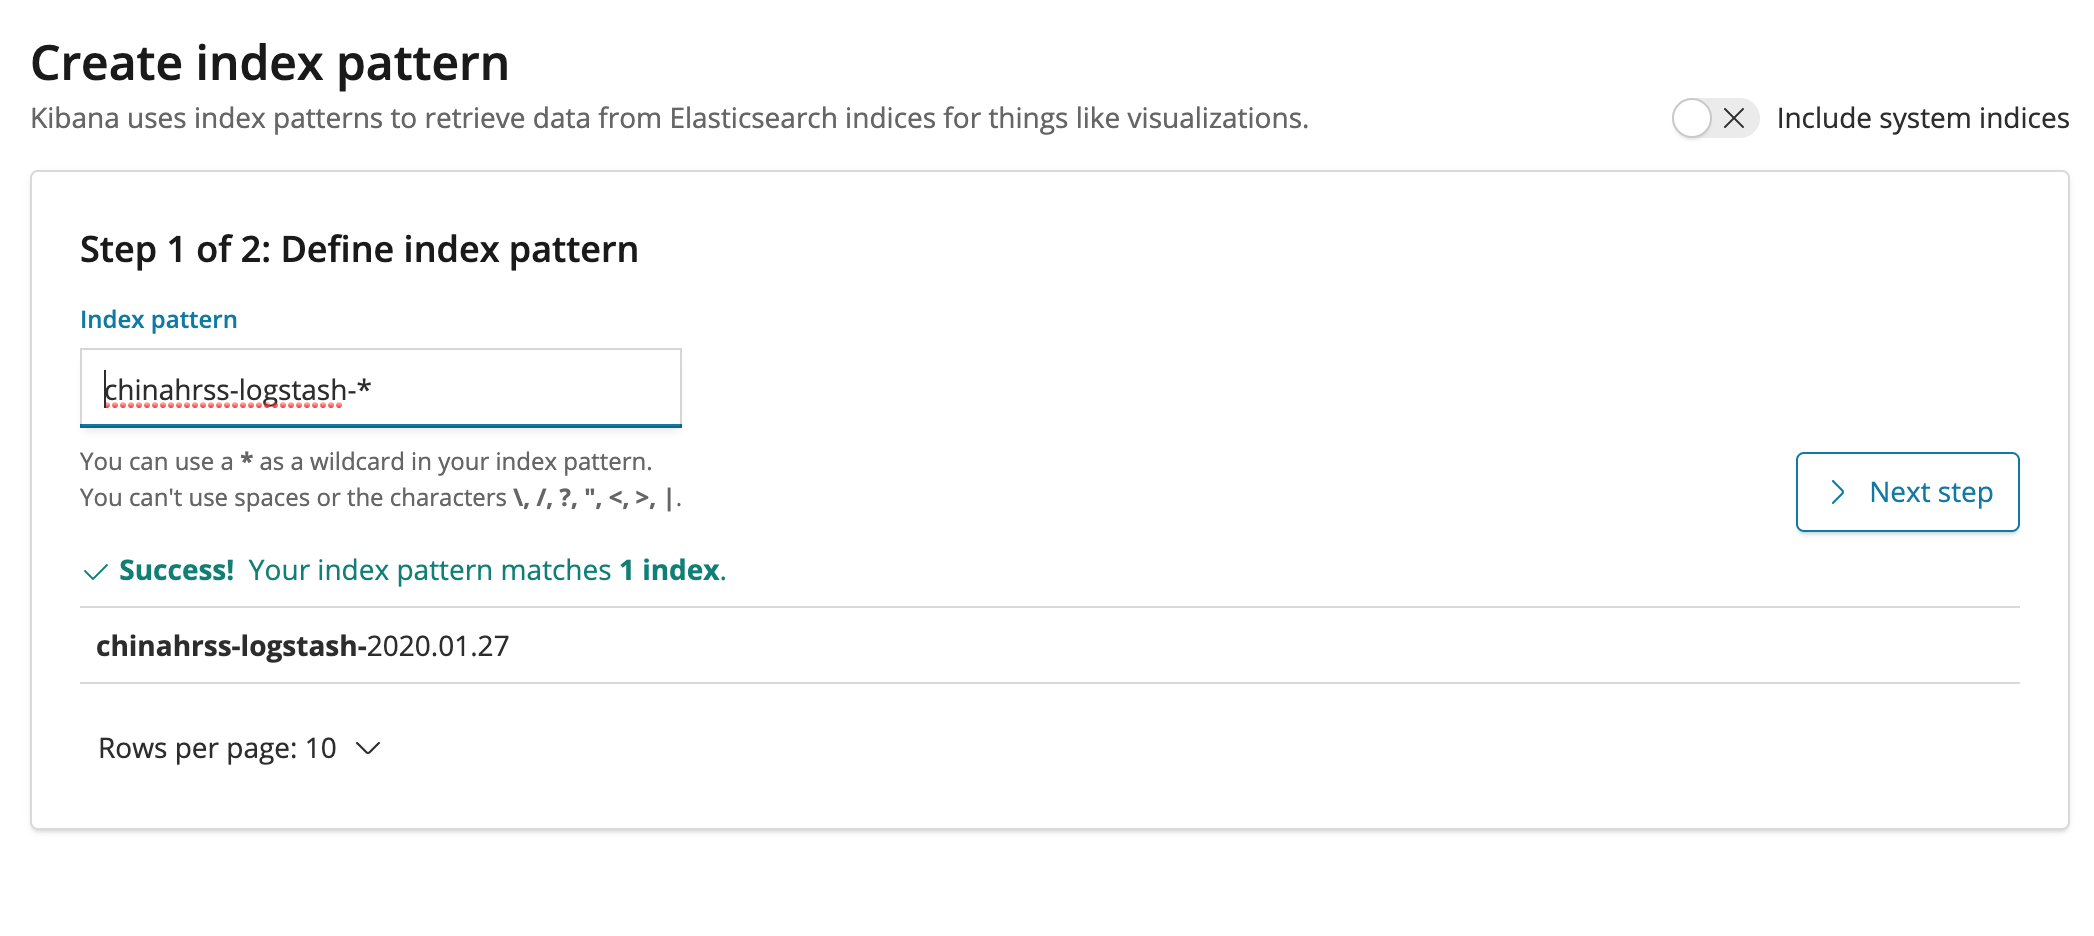 Create index pattern
Kibana uses index patterns to retrieve data from Elasticsearch indices for things like visualizations.
Include system indices
Step 1 of 2: Define index pattern
Index pattern
chinahrss-logstash-*
You can use a * as a wildcard in your index pattern.
You can't use spaces or the characters \, /, ?, ", <, >, |.
Next step
Success! Your index pattern matches 1 index.
chinahrss-logstash-2020.01.27
Rows per page: 10